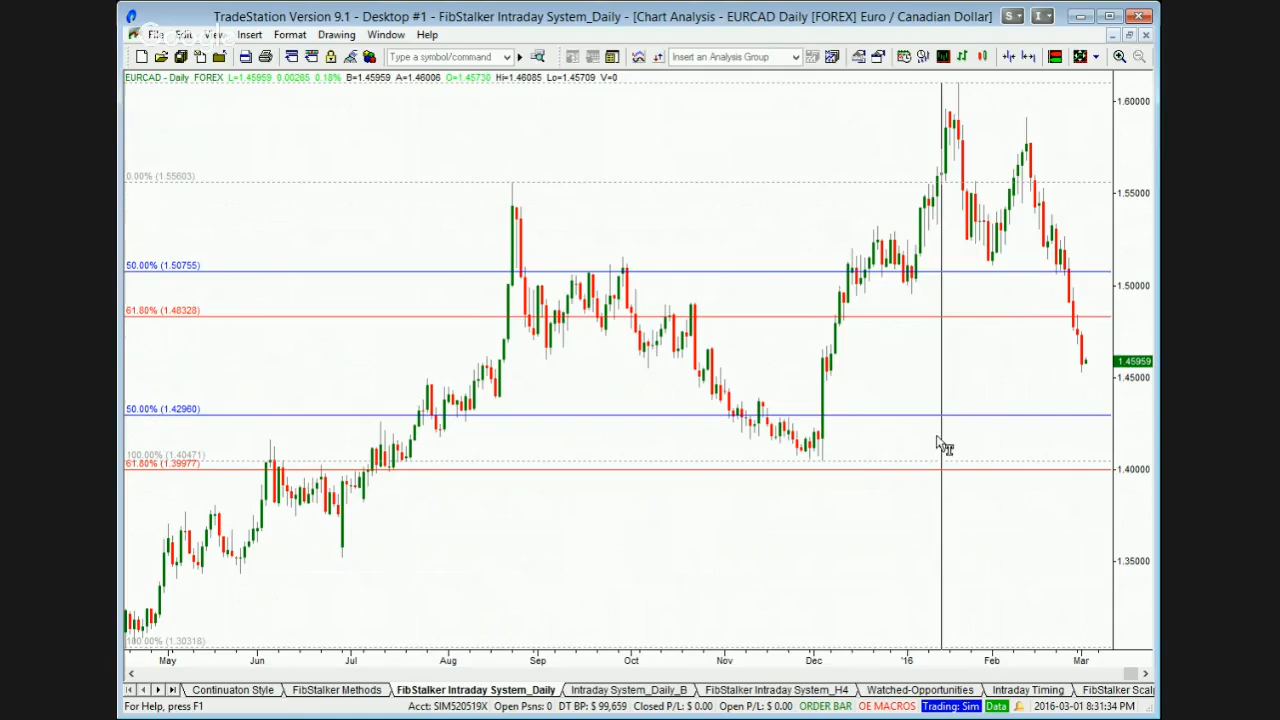 TradeStation Version 9.1 - Desktop #1 - FibStalker Intraday System_Daily - [Chart Analysis - EURCAD Daily [FOREX] Euro / Canadian Dollar]
S
I
Google
File Edit View Insert Format Drawing Window Help
Type a symbol/command
Insert an Analysis Group
EURCAD - Daily FOREX L=1.45959 0.00265 0.18% B=1.45959 A=1.46006 O=1.45730 Hi=1.46085 Lo=1.45709 V=0
1.60000
0.00% (1.55603)
1.55000
50.00% (1.50755)
1.50000
61.80% (1.48328)
1.45959
1.45000
50.00% (1.42960)
100.00% (1.40471)
61.80% (1.39977)
1.40000
1.35000
100.00% (1.30318)
May Jun Jul Aug Sep Oct Nov Dec '16 Feb Mar
Continuaton Style FibStalker Methods FibStalker Intraday System_Daily Intraday System_Daily_B FibStalker Intraday System_H4 Watched-Opportunities Intraday Timing FibStalker Scal
For Help, press F1 Acct: SIM520519X Open Psns: 0 DT BP: $ 99,659 Closed P/L: $ 0.00 Open P/L: $ 0.00 ORDER BAR OE MACROS Trading: Sim Data 2016-03-01 8:31:34 PM